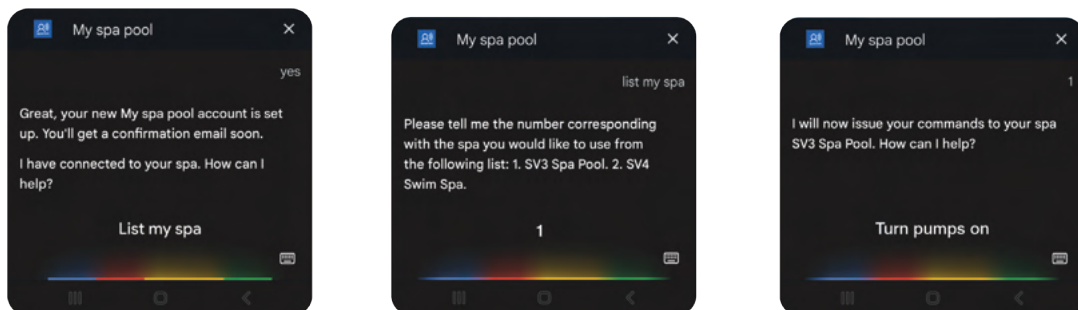 My spa pool
yes
Great, your new My spa pool account is set
up. You'll get a confirmation email soon.
I have connected to your spa. How can I
help?
List my spa
My spa pool
list my spa
Please tell me the number corresponding
with the spa you would like to use from
the following list: 1. SV3 Spa Pool. 2. SV4
Swim Spa.
1
My spa pool
1
I will now issue your commands to your spa
SV3 Spa Pool. How can I help?
Turn pumps on